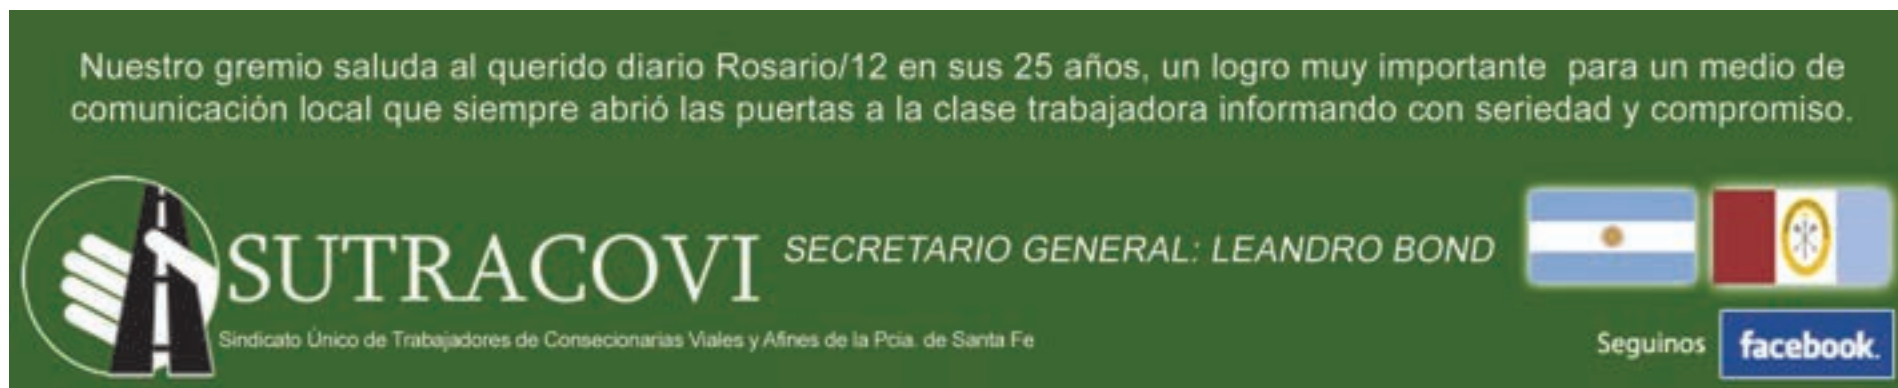 Nuestro gremio saluda al querido diario Rosario/12 en sus 25 años, un logro muy importante para un medio de
comunicación local que siempre abrió las puertas a la clase trabajadora informando con seriedad y compromiso.
SUTRACOVI
SECRETARIO GENERAL: LEANDRO BOND
Sindicato Único de Trabajadores de Consecionarias Viales y Afines de la Pcia. de Santa Fe
Seguinos
facebook.